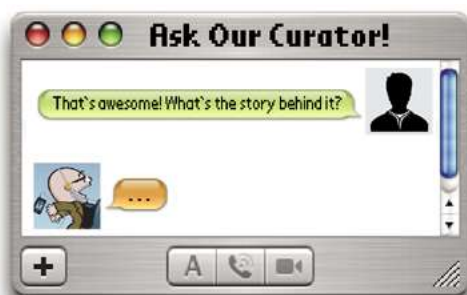 Ask Our Curator!
That`s awesome! What`s the story behind it?
...
A